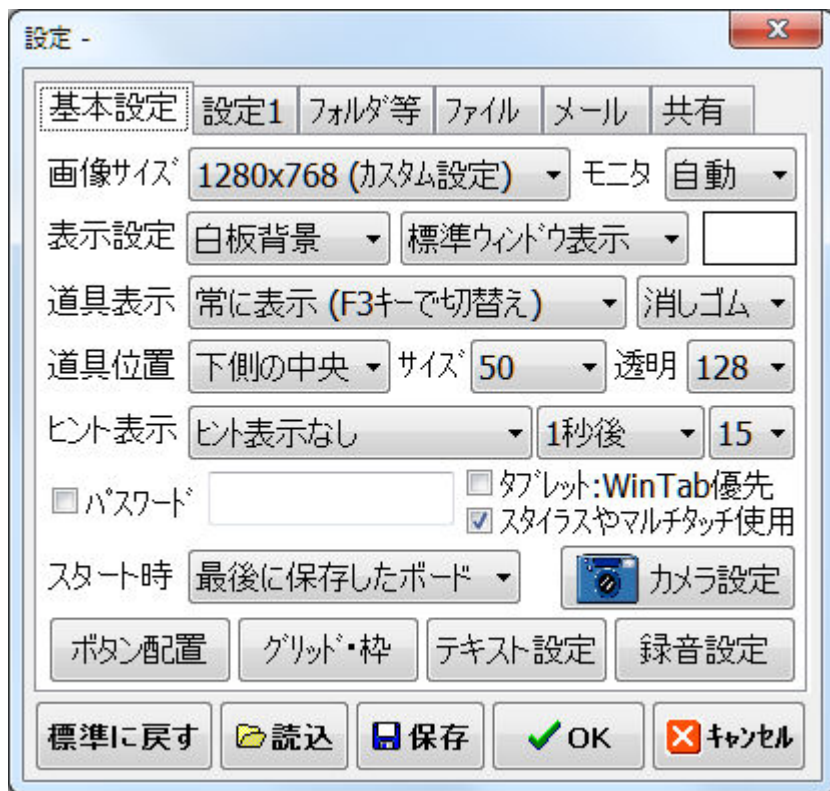 設定 -
基本設定 設定1 フォルダ等 ファイル メール 共有
画像サイズ 1280x768 (カスタム設定) モニタ 自動
表示設定 白板背景 標準ウィンドウ表示
道具表示 常に表示 (F3キーで切替え) 消しゴム
道具位置 下側の中央 サイズ 50 透明 128
ヒント表示 ヒント表示なし 1秒後 15
パスワード タブレット:WinTab優先
スタイラスやマルチタッチ使用
スタート時 最後に保存したボード カメラ設定
ボタン配置 グリッド・枠 テキスト設定 録音設定
標準に戻す 読込 保存 OK キャンセル